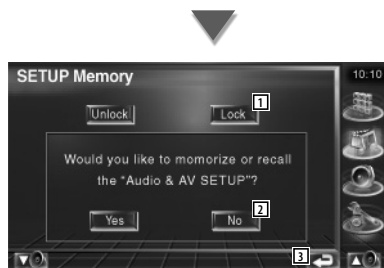 SETUP Memory
10:10
Unlock
Lock
1
Would you like to momorize or recall
the "Audio & AV SETUP"?
Yes
No
2
3